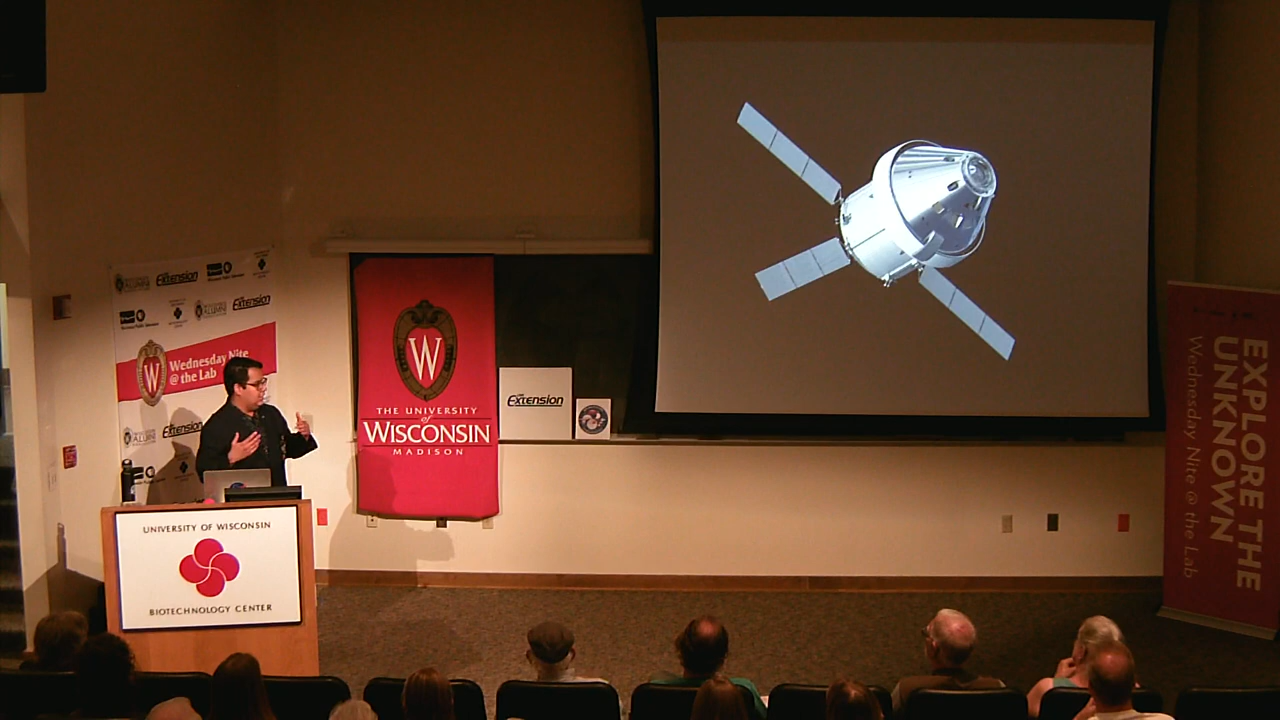 Extension
Extension
Wednesday Nite
@ the Lab
Extension
W
THE UNIVERSITY
of
WISCONSIN
MADISON
Extension
UNIVERSITY OF WISCONSIN
BIOTECHNOLOGY CENTER
EXPLORE THE
UNKNOWN
Wednesday Nite @ the Lab